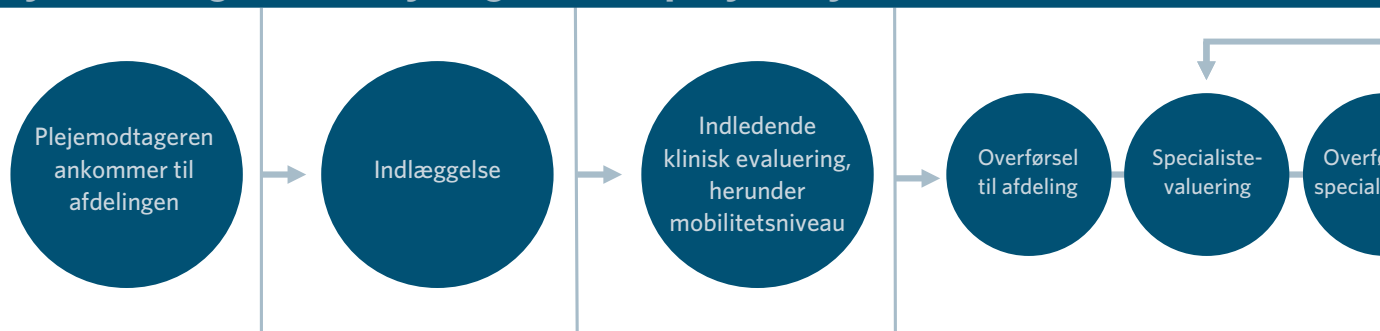 Plejemodtageren
ankommer til
afdelingen
Indlæggelse
Indledende
klinisk evaluering,
herunder
mobilitetsniveau
Overførsel
til afdeling
Specialiste-
valuering